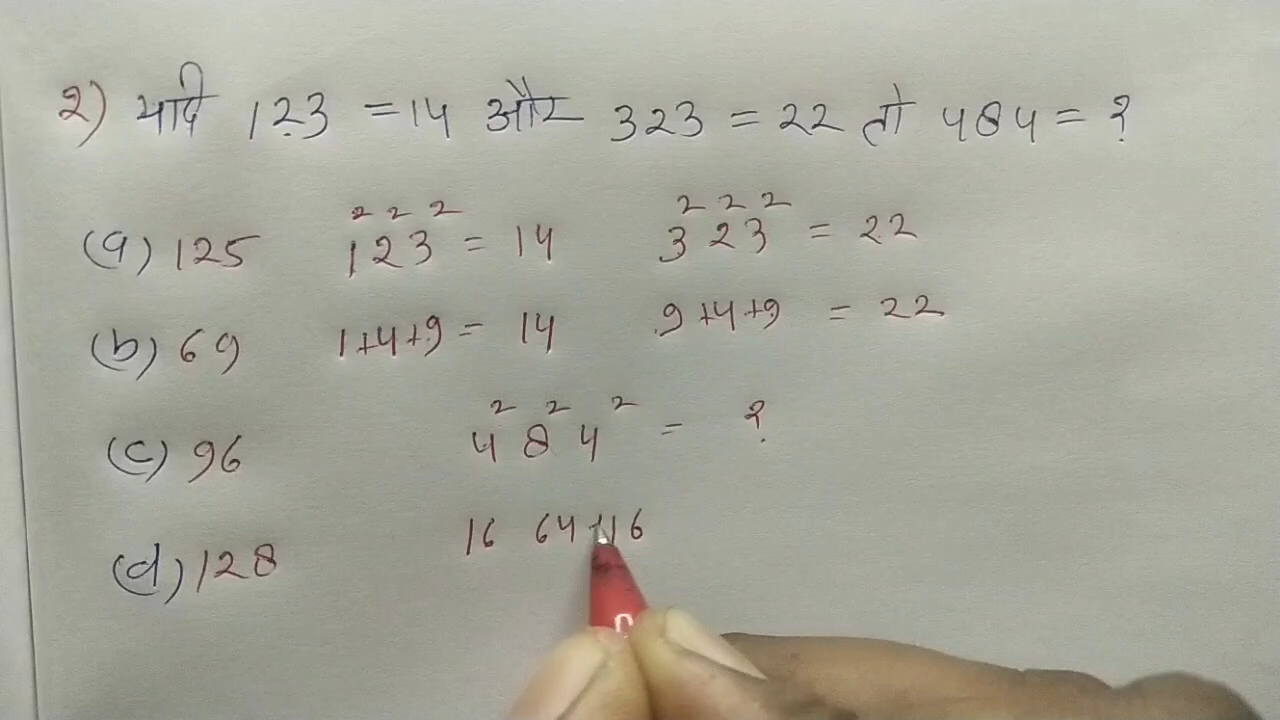 2) यदि 123 = 14 और 323 = 22 तो 484 = ?
(a) 125 1²2²3² = 14 3²2²3² = 22
(b) 69 1+4+9 = 14 9+4+9 = 22
(c) 96 4²8²4² = ?
(d) 128 16 64+16